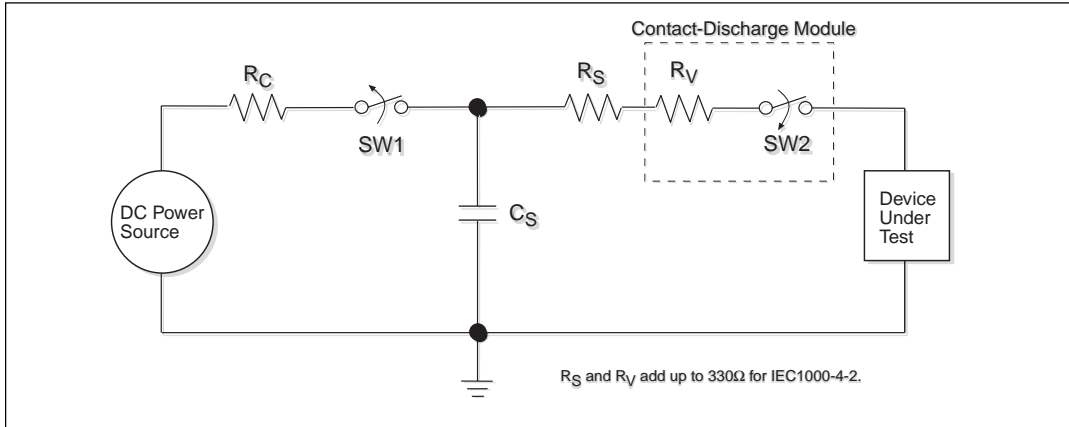 Contact-Discharge Module
RC
RS
RV
SW1
SW2
DC Power
Source
CS
Device
Under
Test
RS and RV add up to 330Ω for IEC1000-4-2.